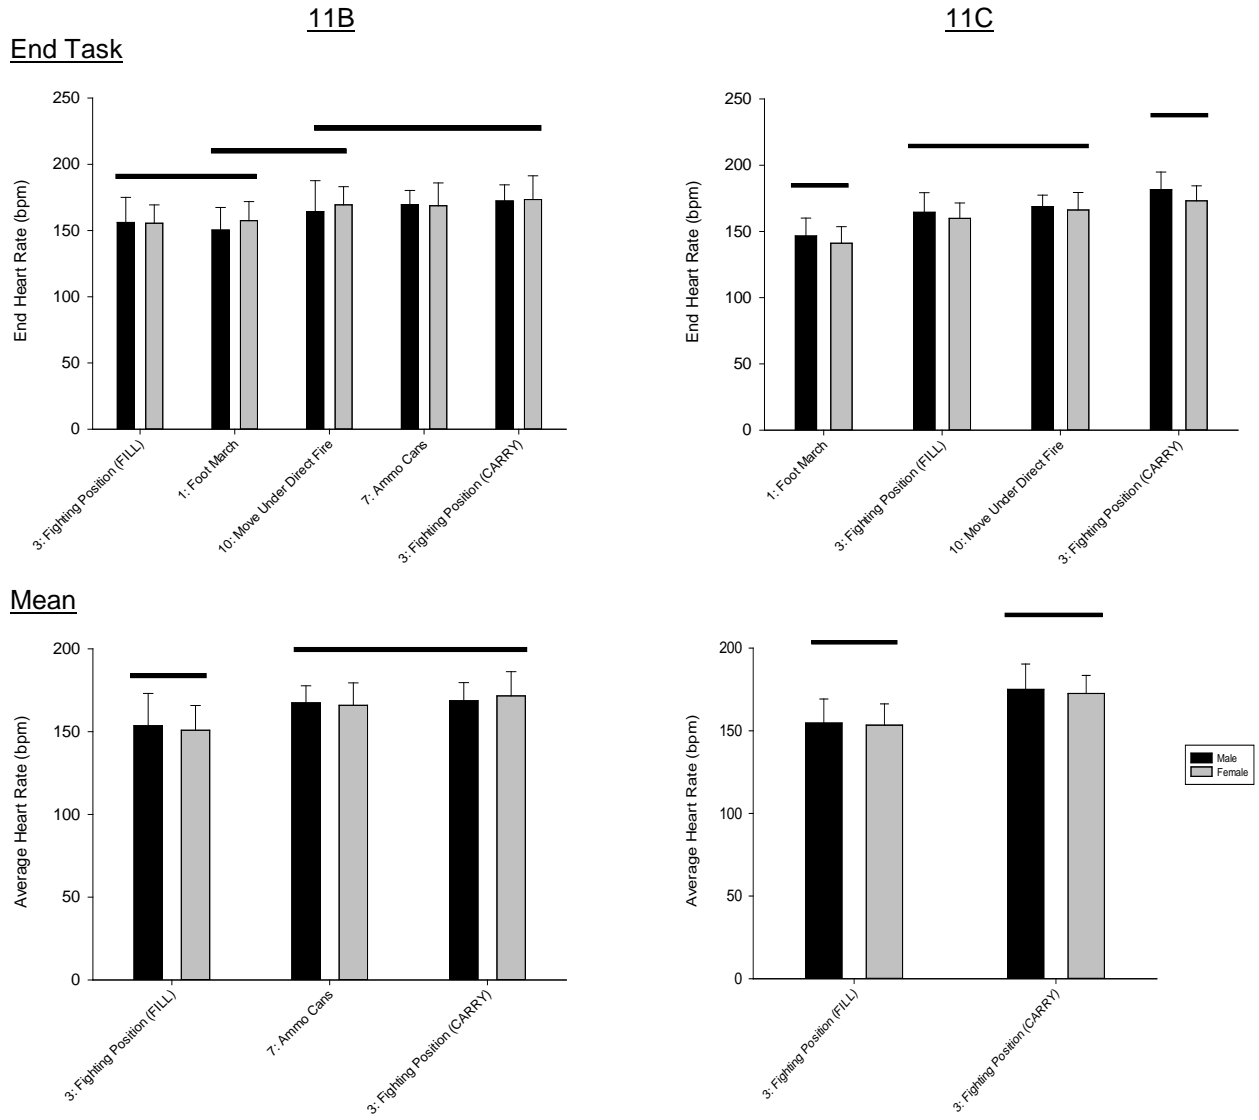 11B
11C
End Task
250
200
150
100
50
0
End Heart Rate (bpm)
3: Fighting Position (FILL)
1: Foot March
10: Move Under Direct Fire
7: Ammo Cans
3: Fighting Position (CARRY)
250
200
150
100
50
0
End Heart Rate (bpm)
1: Foot March
3: Fighting Position (FILL)
10: Move Under Direct Fire
3: Fighting Position (CARRY)
Mean
200
150
100
50
0
Average Heart Rate (bpm)
3: Fighting Position (FILL)
7: Ammo Cans
3: Fighting Position (CARRY)
200
150
100
50
0
Average Heart Rate (bpm)
3: Fighting Position (FILL)
3: Fighting Position (CARRY)
Male
Female